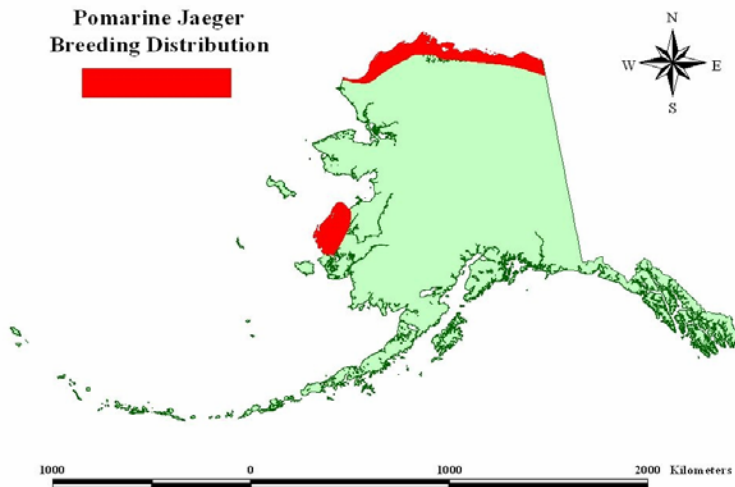 Pomarine Jaeger
Breeding Distribution
N
W E
S
1000 0 1000 2000 Kilometers